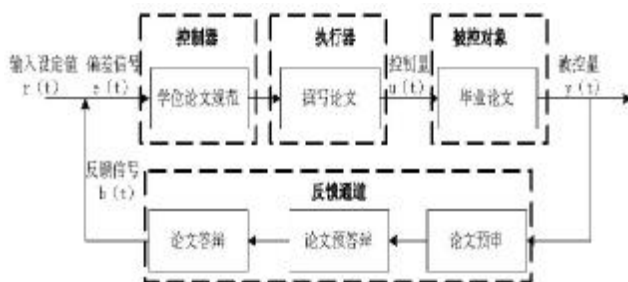 控制器
执行器
被控对象
输入设定值 偏差信号
r(t) e(t)
控制量
u(t)
被控量
y(t)
学位论文规范
撰写论文
毕业论文
反馈信号
b(t)
反馈通道
论文答辩
论文预答辩
论文预审